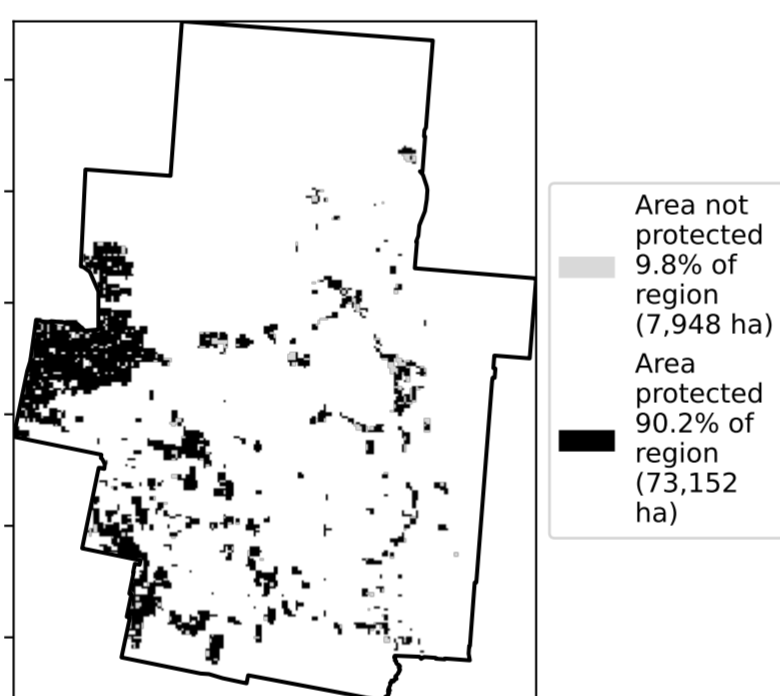 Area not
protected
9.8% of
region
(7,948 ha)
Area
protected
90.2% of
region
(73,152
ha)